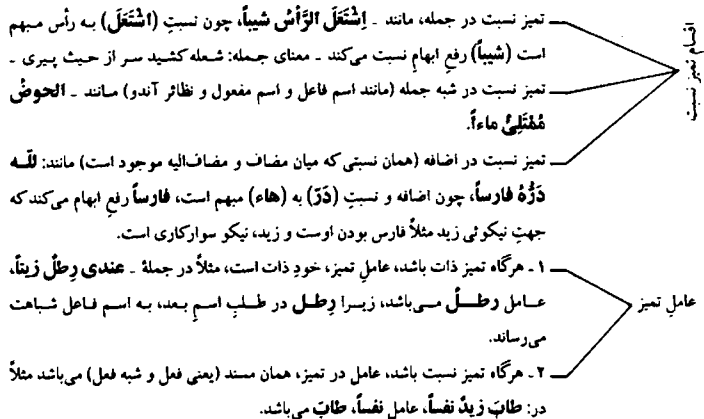 اقسام تمیز نسبت
تمیز نسبت در جمله، مانند ـ اِشْتَعَلَ الرَّأسُ شیباً، چون نسبتِ (اشْتَعَلَ) به رأس مبهم
است (شیباً) رفعِ ابهامِ نسبت می‌کند ـ معنای جمله: شعله کشید سر از حیث پیری ـ
تمیز نسبت در شبه جمله (مانند اسم فاعل و اسم مفعول و نظائر آندو) مانند ـ الحوضُ
مُمْتَلِئُ ماءاً.
تمیز نسبت در اضافه (همان نسبتی که میان مضاف و مضاف‌الیه موجود است) مانند: للّه
دَرُّهُ فارساً، چون اضافه و نسبتِ (دَرّ) به (هاء) مبهم است، فارساً رفعِ ابهام می‌کند که
جهتِ نیکوئی زید مثلاً فارس بودن اوست و زید، نیکو سوارکاری است.
عاملِ تمیز
۱ ـ هرگاه تمیز ذات باشد، عاملِ تمیز، خودِ ذات است، مثلاً در جملهٔ ـ عندی رِطلٌ زیتاً،
عامل رطلٌ می‌باشد، زیرا رِطل در طلبِ اسمِ بعد، به اسم فاعل شباهت
می‌رساند.
۲ ـ هرگاه تمیز نسبت باشد، عامل در تمیز، همان مسند (یعنی فعل و شبه فعل) می‌باشد مثلاً
در: طابَ زیدٌ نفساً، عاملِ نفساً، طابَ می‌باشد.